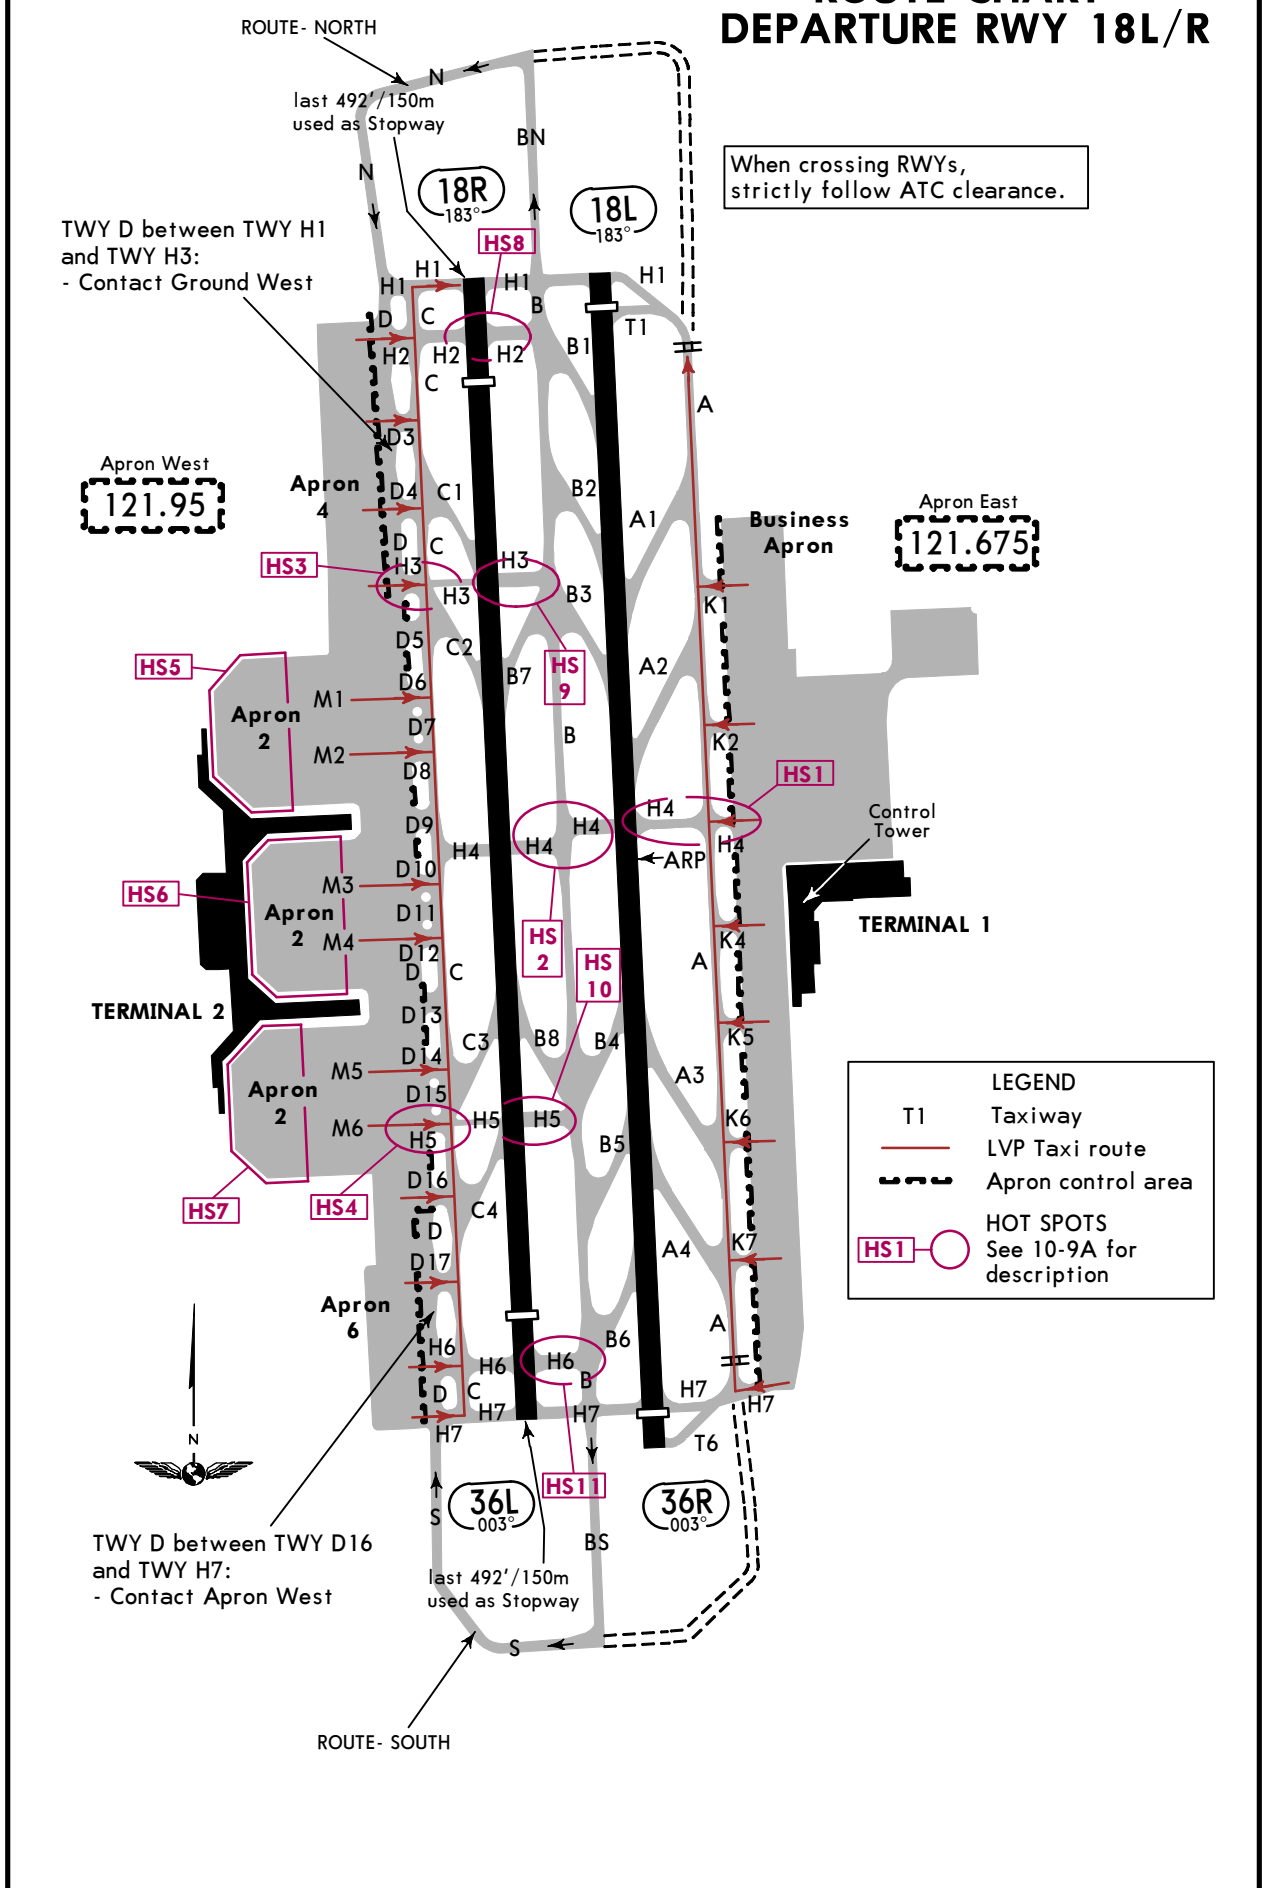 ROUTE CHART
DEPARTURE RWY 18L/R
ROUTE- NORTH
N
last 492'/150m
used as Stopway
BN
When crossing RWYs,
strictly follow ATC clearance.
N
18R
183°
18L
183°
TWY D between TWY H1
and TWY H3:
- Contact Ground West
HS8
H1
H1
H1
H1
D
C
B
T1
H2
H2
H2
B1
C
A
D3
Apron West
121.95
Apron
4
D4
C1
B2
A1
Business
Apron
Apron East
121.675
D
C
HS3
H3
H3
H3
B3
K1
D5
C2
HS5
HS
9
A2
D6
B7
M1
Apron
2
D7
B
K2
M2
D8
HS1
D9
H4
H4
H4
H4
H4
Control
Tower
ARP
D10
HS6
M3
Apron
2
D11
M4
TERMINAL 1
K4
D12
HS
2
HS
10
D
C
A
TERMINAL 2
D13
K5
C3
B8
B4
D14
M5
Apron
2
A3
LEGEND
T1 Taxiway
LVP Taxi route
Apron control area
HOT SPOTS
HS1 See 10-9A for
description
D15
M6
H5
H5
H5
K6
B5
D16
HS7
HS4
C4
D
K7
A4
D17
Apron
6
A
H6
H6
H6
B6
B
D
C
H7
H7
H7
H7
H7
T6
N
HS11
36L
003°
36R
003°
S
BS
TWY D between TWY D16
and TWY H7:
- Contact Apron West
last 492'/150m
used as Stopway
S
ROUTE- SOUTH